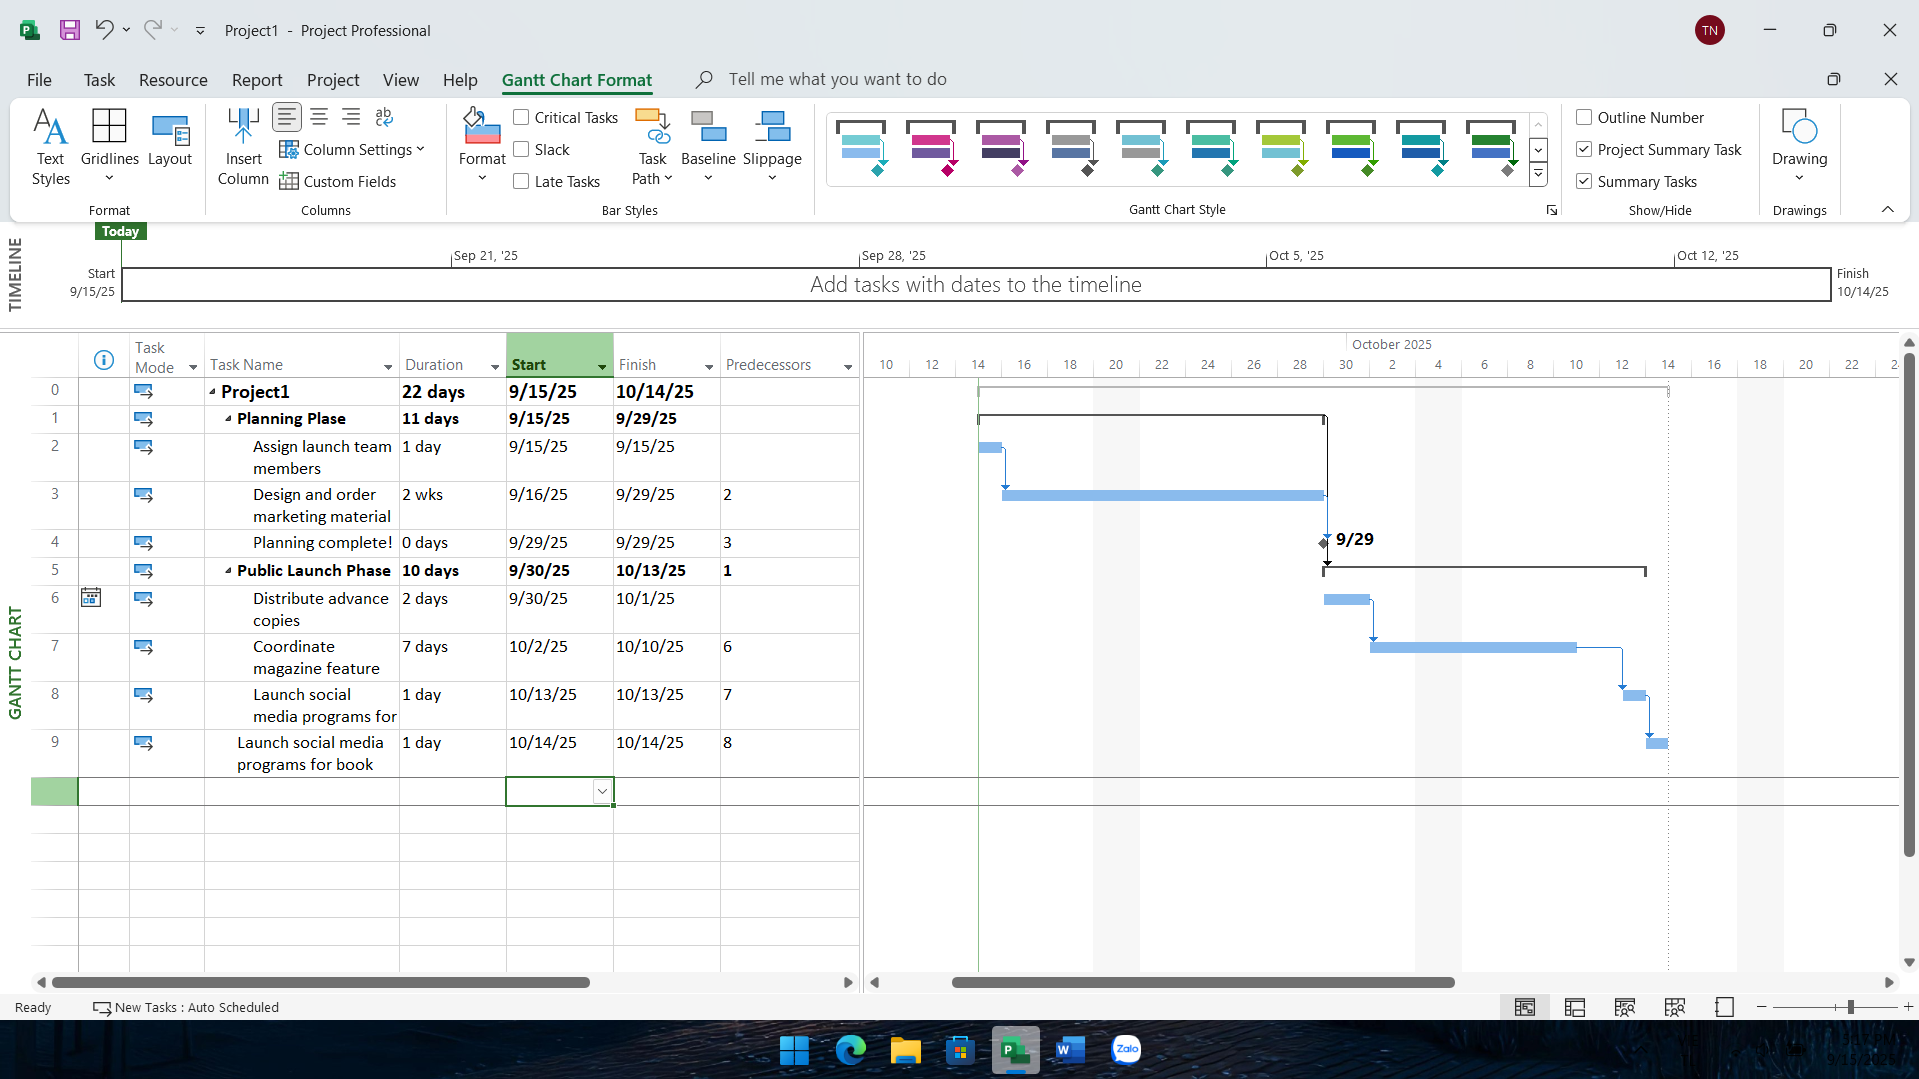 Project1 - Project Professional
TN
File Task Resource Report Project View Help Gantt Chart Format Tell me what you want to do
Text Styles
Gridlines
Layout
Format
Insert Column
Column Settings
Custom Fields
Columns
Format
Critical Tasks
Slack
Late Tasks
Task Path
Baseline
Slippage
Bar Styles
Gantt Chart Style
Outline Number
Project Summary Task
Summary Tasks
Show/Hide
Drawing
Drawings
TIMELINE
Today
Sep 21, '25 Sep 28, '25 Oct 5, '25 Oct 12, '25
Start
9/15/25
Add tasks with dates to the timeline
Finish
10/14/25
GANTT CHART
Task Mode Task Name Duration Start Finish Predecessors
October 2025
10 12 14 16 18 20 22 24 26 28 30 2 4 6 8 10 12 14 16 18 20 22
0 Project1 22 days 9/15/25 10/14/25
1 Planning Plase 11 days 9/15/25 9/29/25
2 Assign launch team 1 day 9/15/25 9/15/25
members
3 Design and order 2 wks 9/16/25 9/29/25 2
marketing material
4 Planning complete! 0 days 9/29/25 9/29/25 3
9/29
5 Public Launch Phase 10 days 9/30/25 10/13/25 1
6 Distribute advance 2 days 9/30/25 10/1/25
copies
7 Coordinate 7 days 10/2/25 10/10/25 6
magazine feature
8 Launch social 1 day 10/13/25 10/13/25 7
media programs for
9 Launch social media 1 day 10/14/25 10/14/25 8
programs for book
Ready New Tasks : Auto Scheduled
Zalo